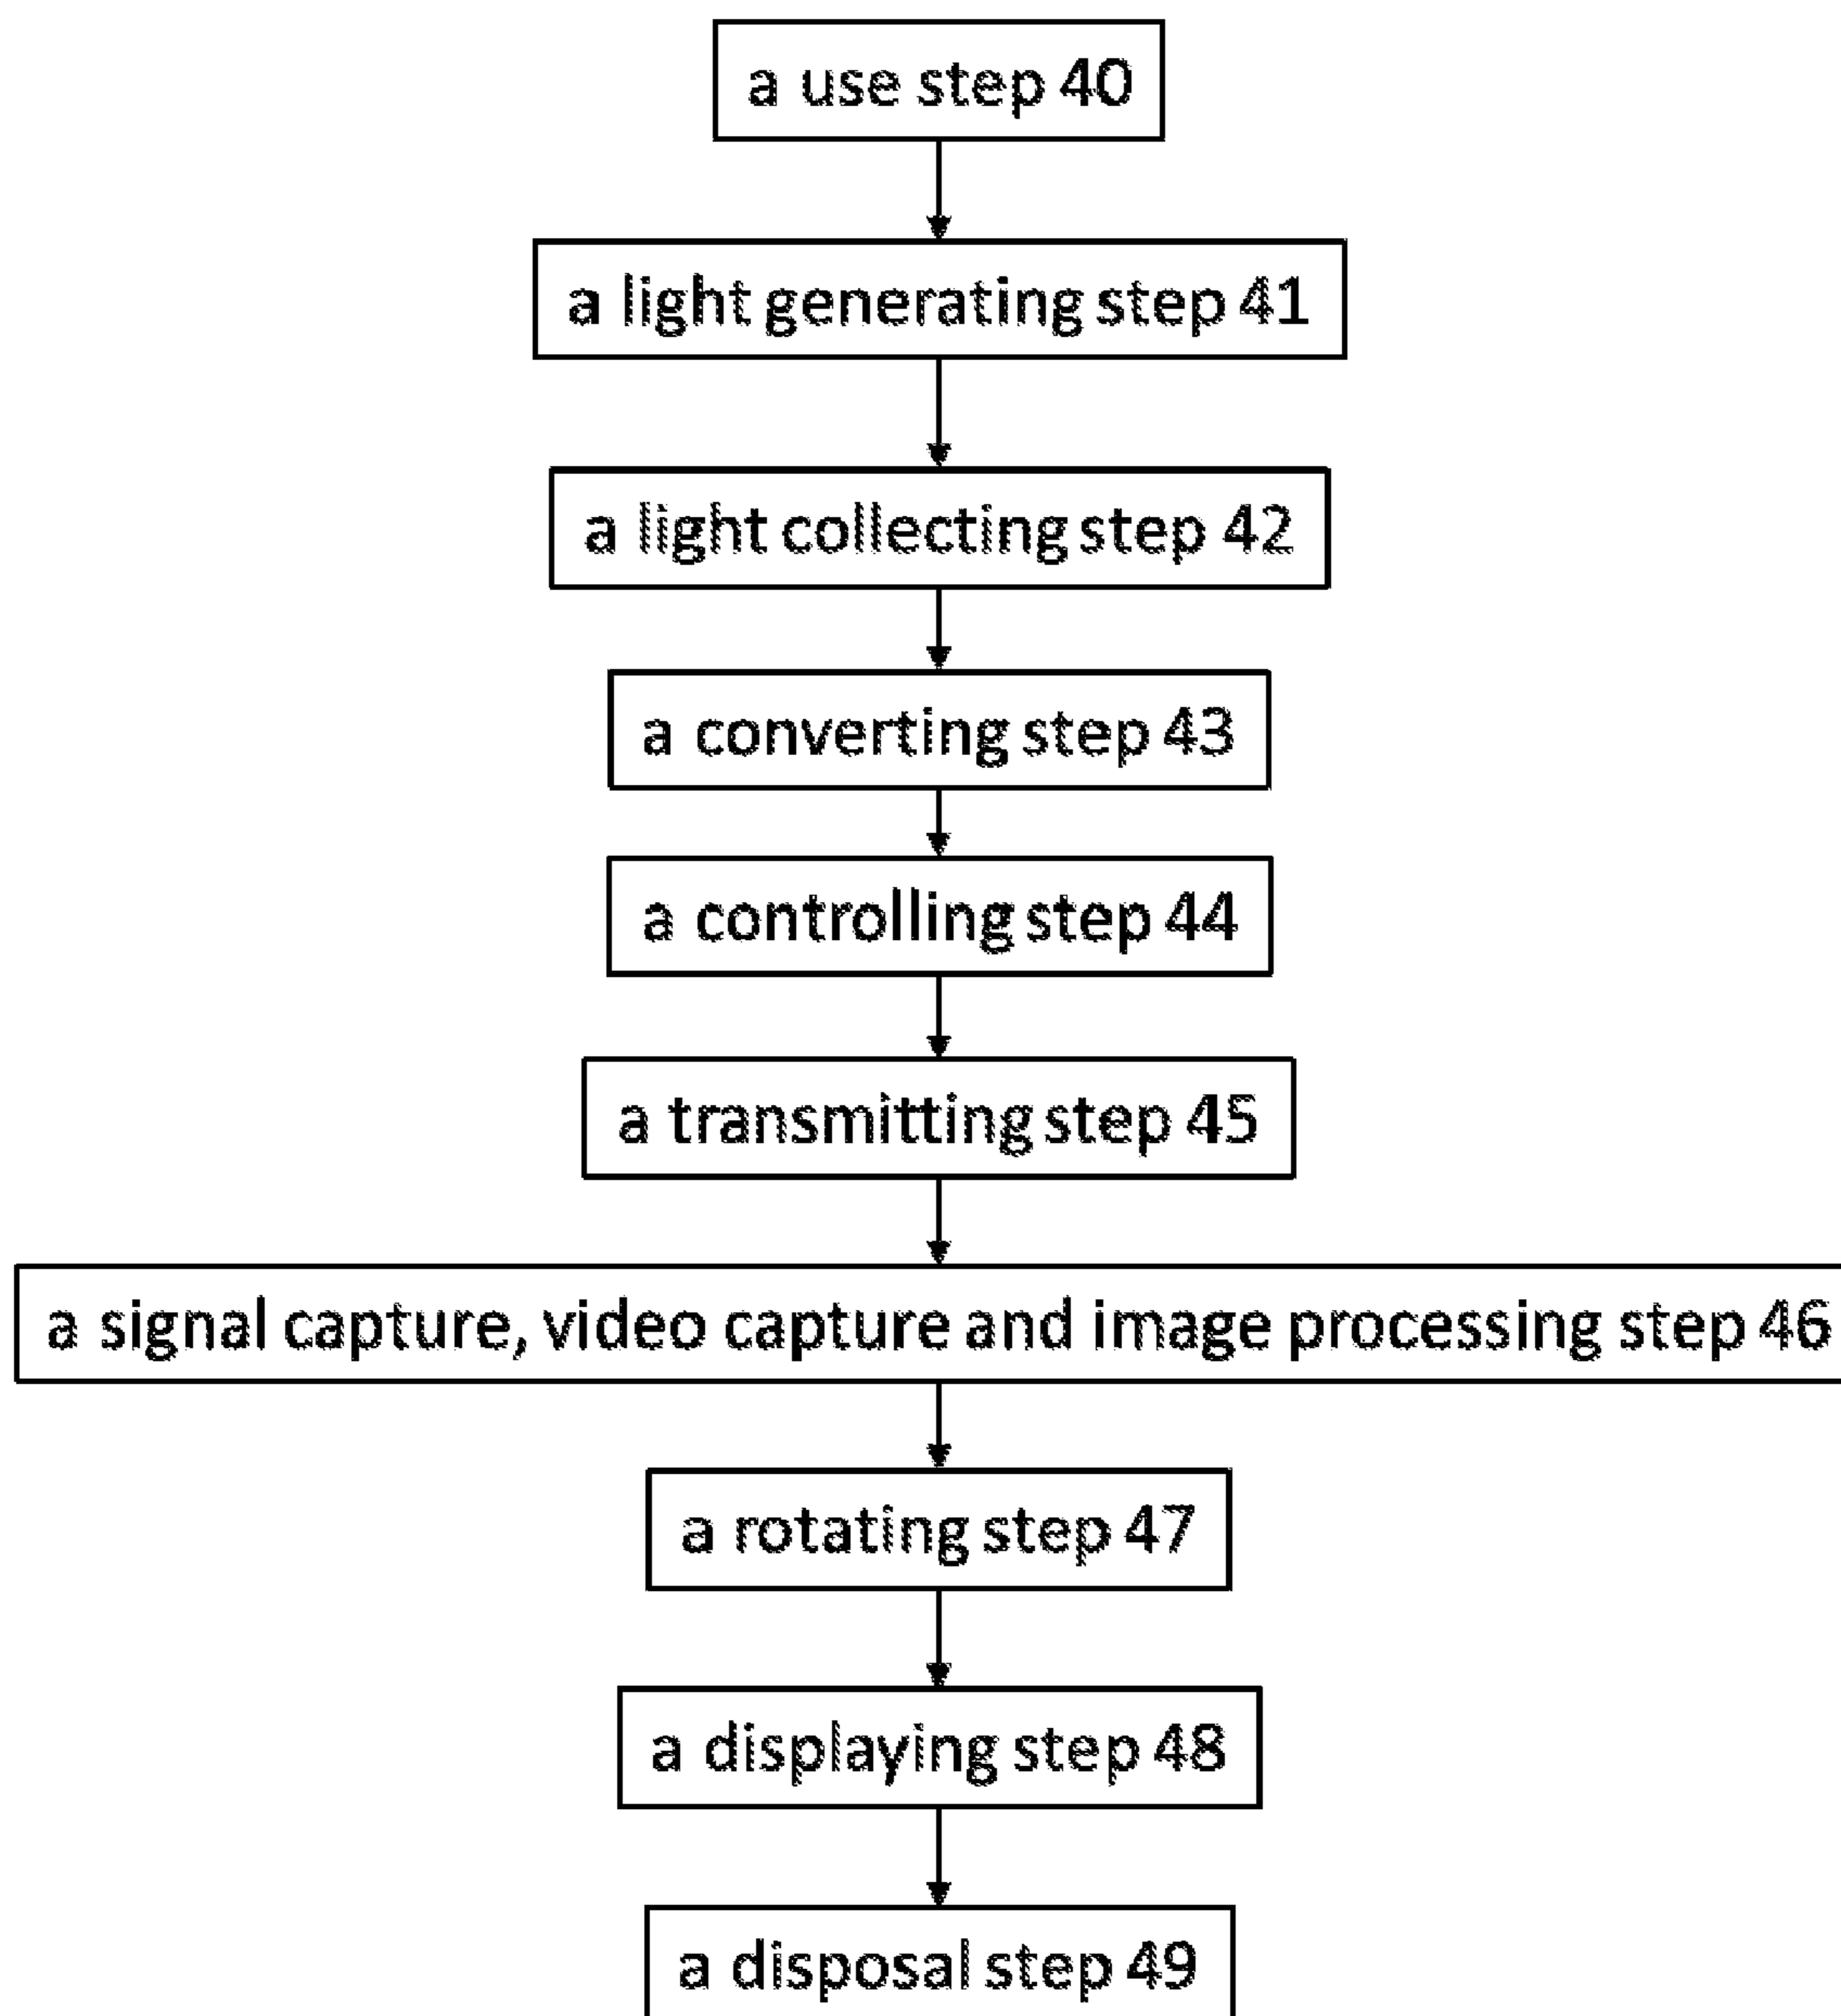 a use step 40
a light generating step 41
a light collecting step 42
a converting step 43
a controlling step 44
a transmitting step 45
a signal capture, video capture and image processing step 46
a rotating step 47
a displaying step 48
a disposal step 49